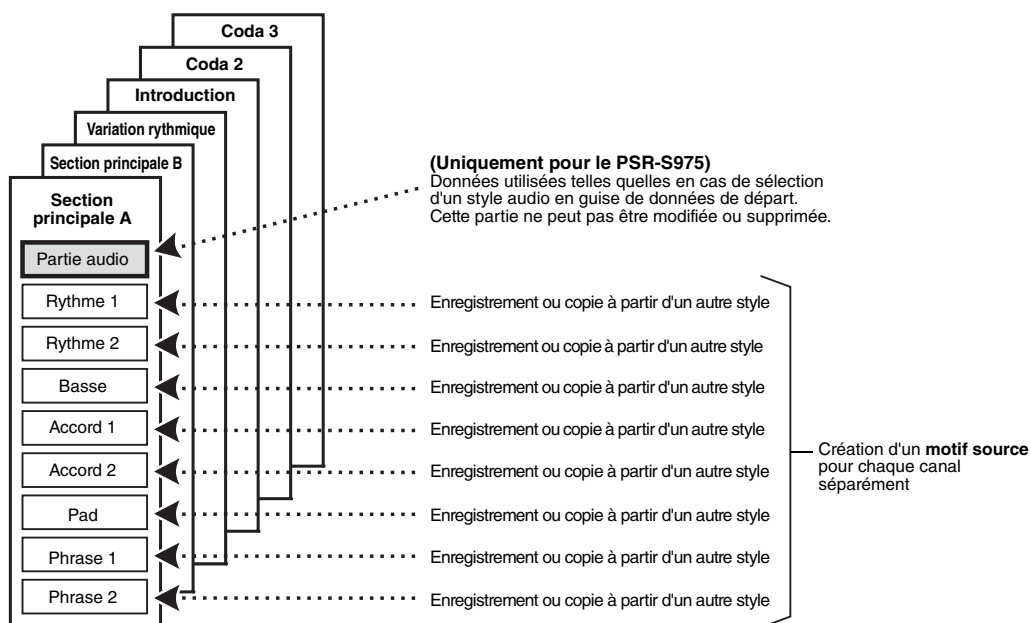 Coda 3
Coda 2
Introduction
Variation rythmique
Section principale B
Section
principale A
(Uniquement pour le PSR-S975)
Données utilisées telles quelles en cas de sélection
d'un style audio en guise de données de départ.
Cette partie ne peut pas être modifiée ou supprimée.
Partie audio
Rythme 1
Enregistrement ou copie à partir d'un autre style
Rythme 2
Enregistrement ou copie à partir d'un autre style
Basse
Enregistrement ou copie à partir d'un autre style
Accord 1
Enregistrement ou copie à partir d'un autre style
Accord 2
Enregistrement ou copie à partir d'un autre style
Pad
Enregistrement ou copie à partir d'un autre style
Phrase 1
Enregistrement ou copie à partir d'un autre style
Phrase 2
Enregistrement ou copie à partir d'un autre style
Création d'un motif source
pour chaque canal
séparément